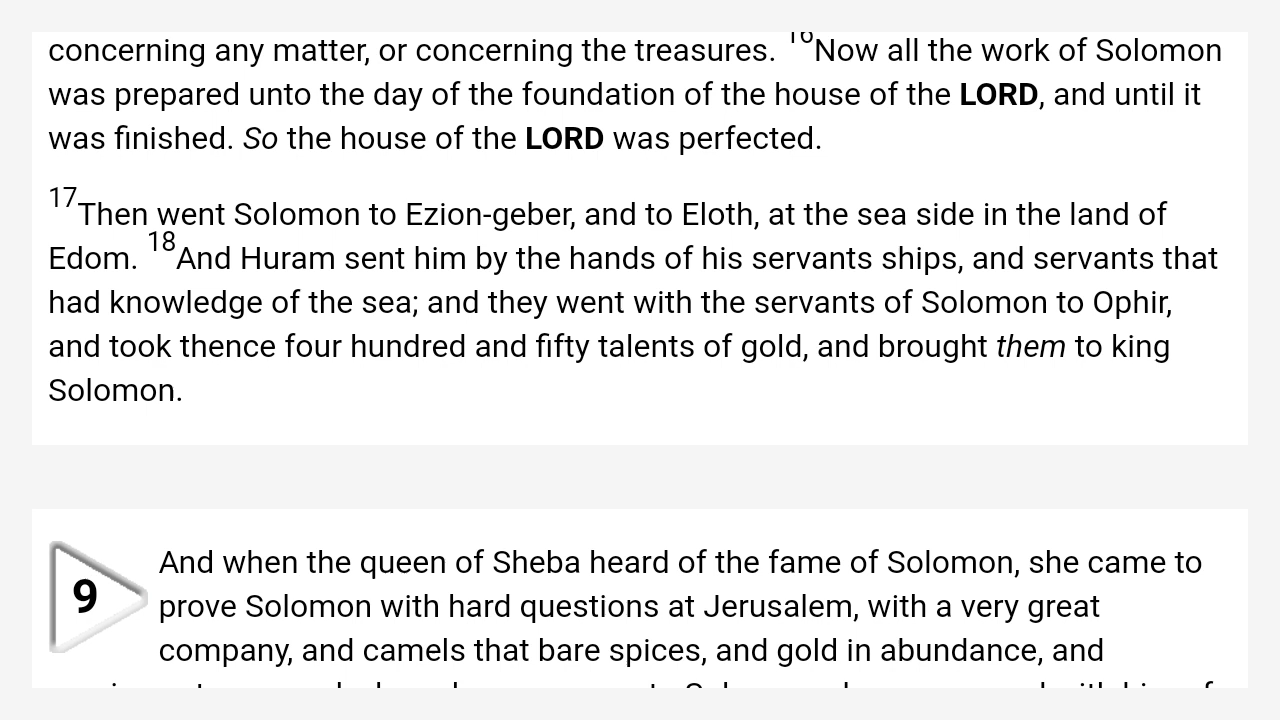 concerning any matter, or concerning the treasures. 16Now all the work of Solomon
was prepared unto the day of the foundation of the house of the LORD, and until it
was finished. So the house of the LORD was perfected.
17Then went Solomon to Ezion-geber, and to Eloth, at the sea side in the land of
Edom. 18And Huram sent him by the hands of his servants ships, and servants that
had knowledge of the sea; and they went with the servants of Solomon to Ophir,
and took thence four hundred and fifty talents of gold, and brought them to king
Solomon.
9
And when the queen of Sheba heard of the fame of Solomon, she came to
prove Solomon with hard questions at Jerusalem, with a very great
company, and camels that bare spices, and gold in abundance, and